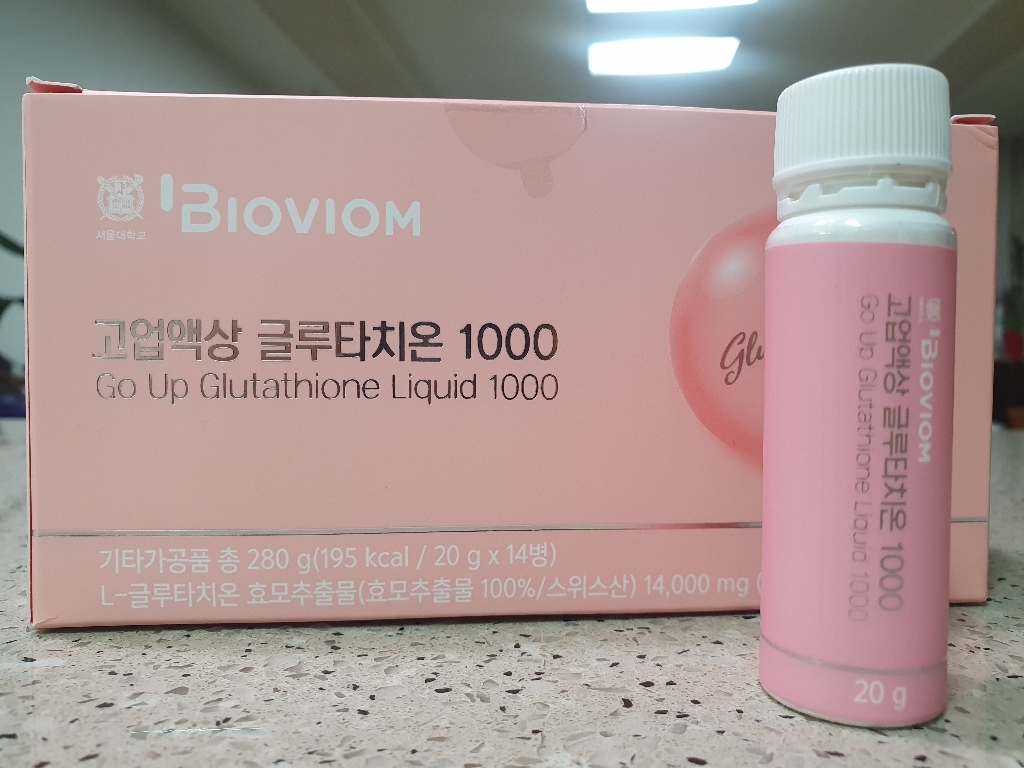 서울대학교
BIOVIOM
고업액상 글루타치온 1000
Go Up Glutathione Liquid 1000
기타가공품 총 280 g(195 kcal / 20 g x 14병)
L-글루타치온 효모추출물(효모추출물 100%/스위스산) 14,000 mg (
BIOVIOM
고업액상 글루타치온 1000
Go Up Glutathione Liquid 1000
20 g